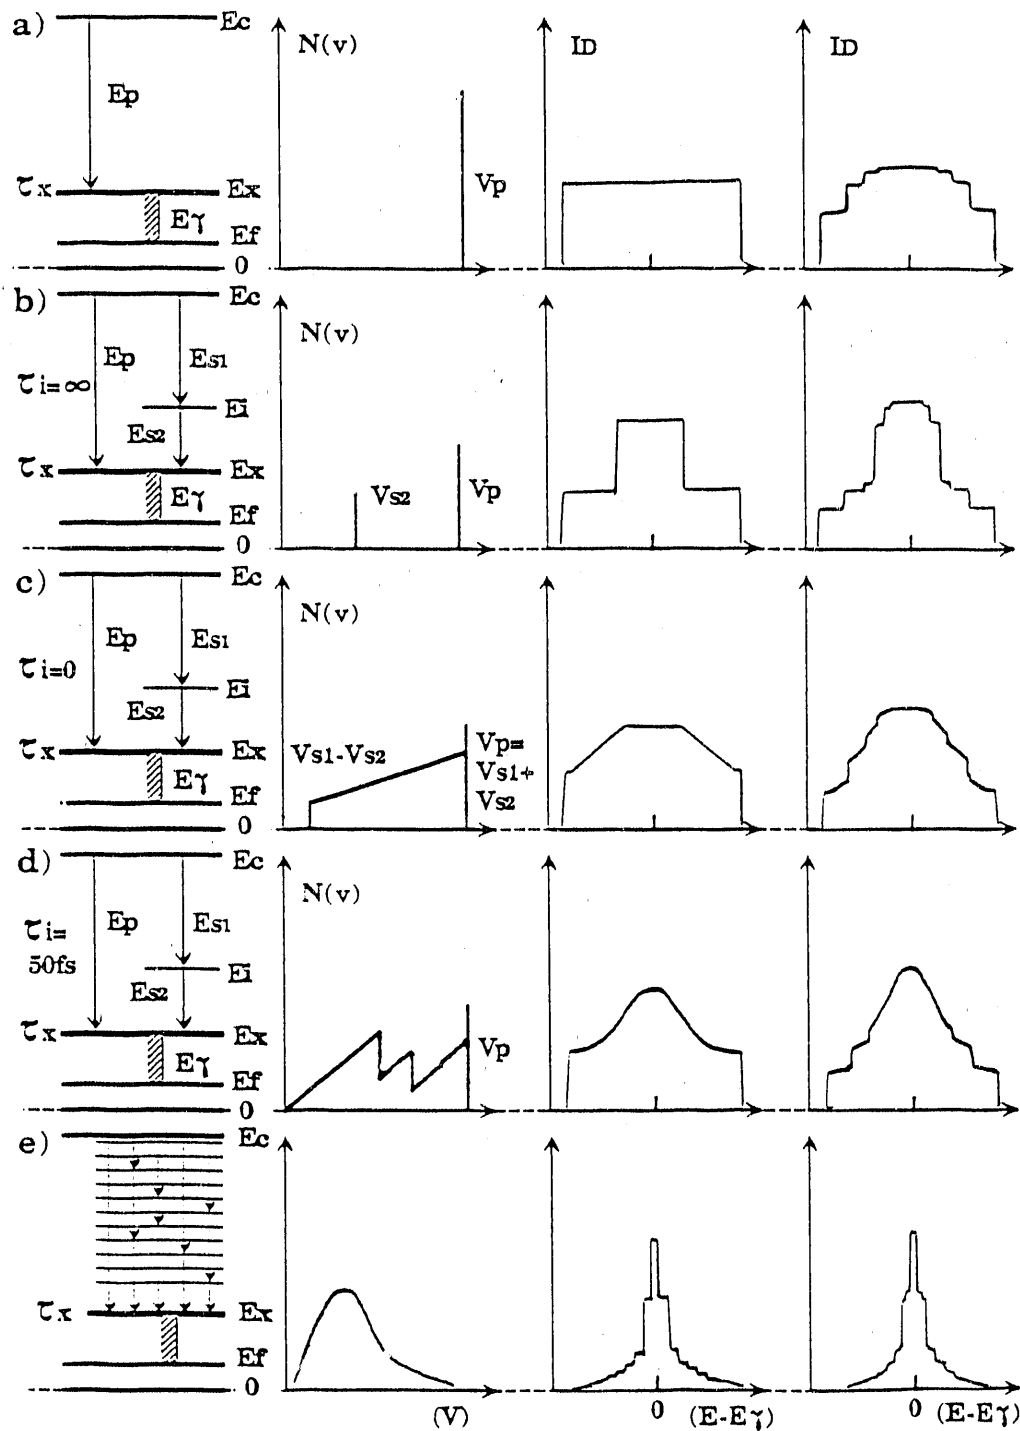 a)
Ec
N(v)
ID
ID
Ep
Vp
τx
Ex
Eγ
Ef
0
b)
Ec
N(v)
Ep
Es1
τi=∞
Ei
Es2
Vs2
Vp
τx
Ex
Eγ
Ef
0
c)
Ec
N(v)
Ep
Es1
τi=0
Ei
Es2
τx
Ex
Vs1-Vs2
Vp=
Vs1+
Vs2
Eγ
Ef
0
d)
Ec
N(v)
Ep
Es1
τi=
50fs
Ei
Es2
τx
Ex
Vp
Eγ
Ef
0
e)
Ec
τx
Ex
Ef
0
(V)
0
(E-Eγ)
0
(E-Eγ)